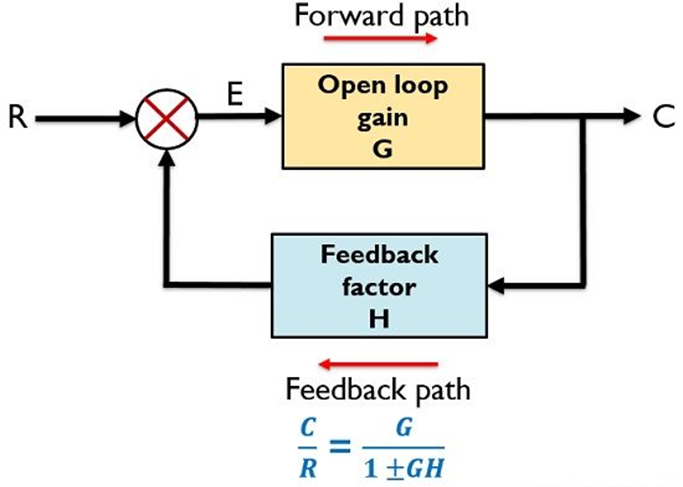 Forward path
R
E
Open loop
gain
G
C
Feedback
factor
H
Feedback path
C/R = G/(1 ±GH)